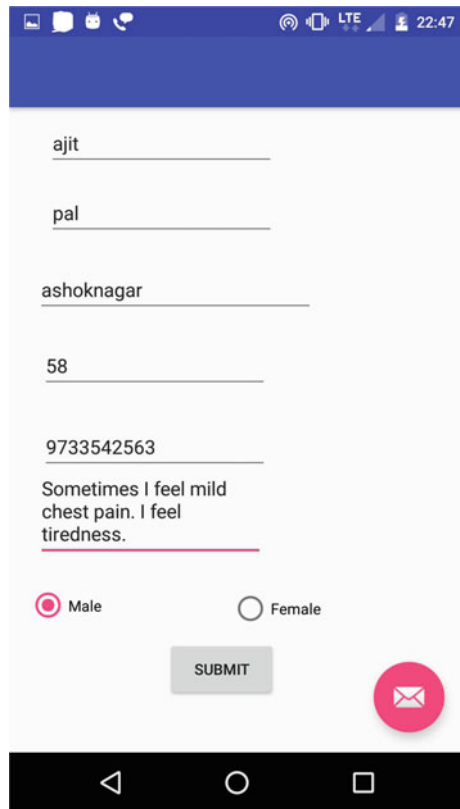 LTE 22:47
ajit
pal
ashoknagar
58
9733542563
Sometimes I feel mild
chest pain. I feel
tiredness.
Male Female
SUBMIT